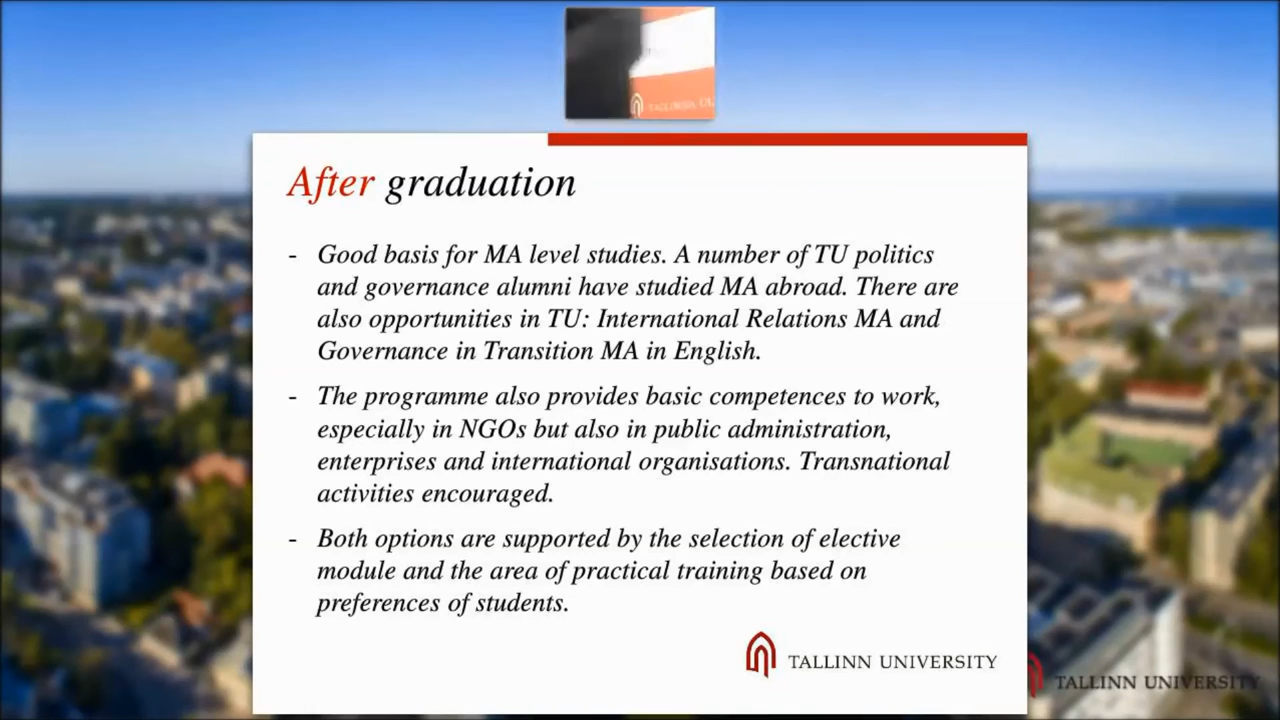 After graduation
- Good basis for MA level studies. A number of TU politics
and governance alumni have studied MA abroad. There are
also opportunities in TU: International Relations MA and
Governance in Transition MA in English.
- The programme also provides basic competences to work,
especially in NGOs but also in public administration,
enterprises and international organisations. Transnational
activities encouraged.
- Both options are supported by the selection of elective
module and the area of practical training based on
preferences of students.
TALLINN UNIVERSITY
TALLINN UNIVERSITY